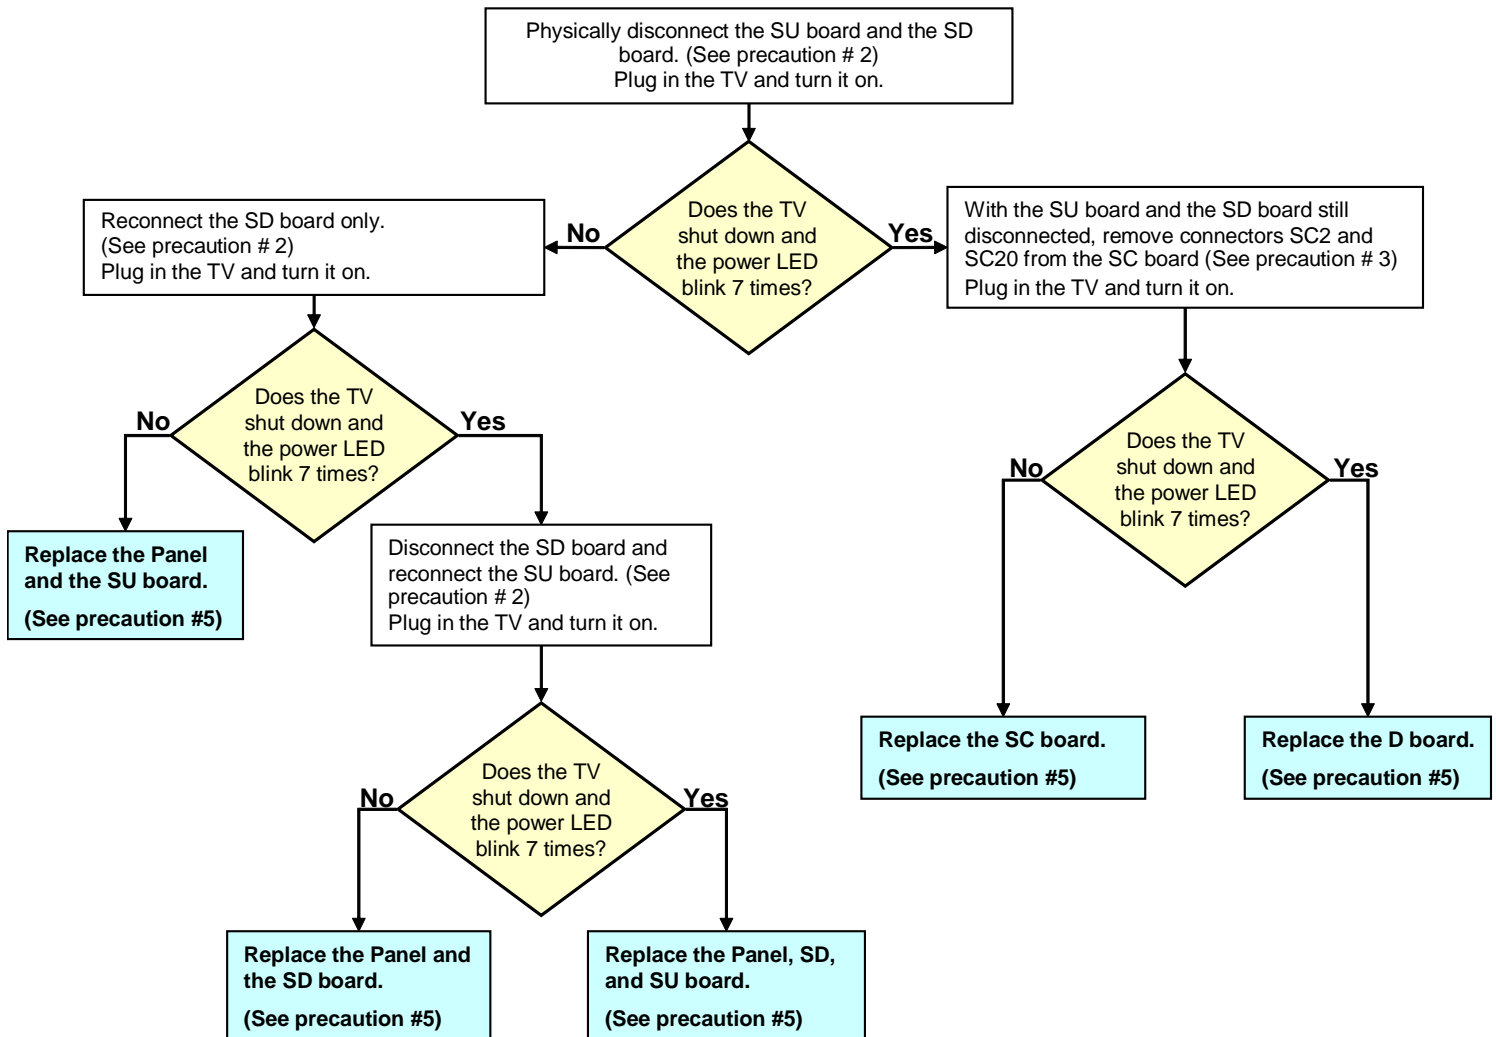 Physically disconnect the SU board and the SD
board. (See precaution # 2)
Plug in the TV and turn it on.
Does the TV
shut down and
the power LED
blink 7 times?
No
Yes
Reconnect the SD board only.
(See precaution # 2)
Plug in the TV and turn it on.
With the SU board and the SD board still
disconnected, remove connectors SC2 and
SC20 from the SC board (See precaution # 3)
Plug in the TV and turn it on.
Does the TV
shut down and
the power LED
blink 7 times?
No
Yes
Does the TV
shut down and
the power LED
blink 7 times?
No
Yes
Replace the Panel
and the SU board.
(See precaution #5)
Disconnect the SD board and
reconnect the SU board. (See
precaution # 2)
Plug in the TV and turn it on.
Replace the SC board.
(See precaution #5)
Replace the D board.
(See precaution #5)
Does the TV
shut down and
the power LED
blink 7 times?
No
Yes
Replace the Panel and
the SD board.
(See precaution #5)
Replace the Panel, SD,
and SU board.
(See precaution #5)